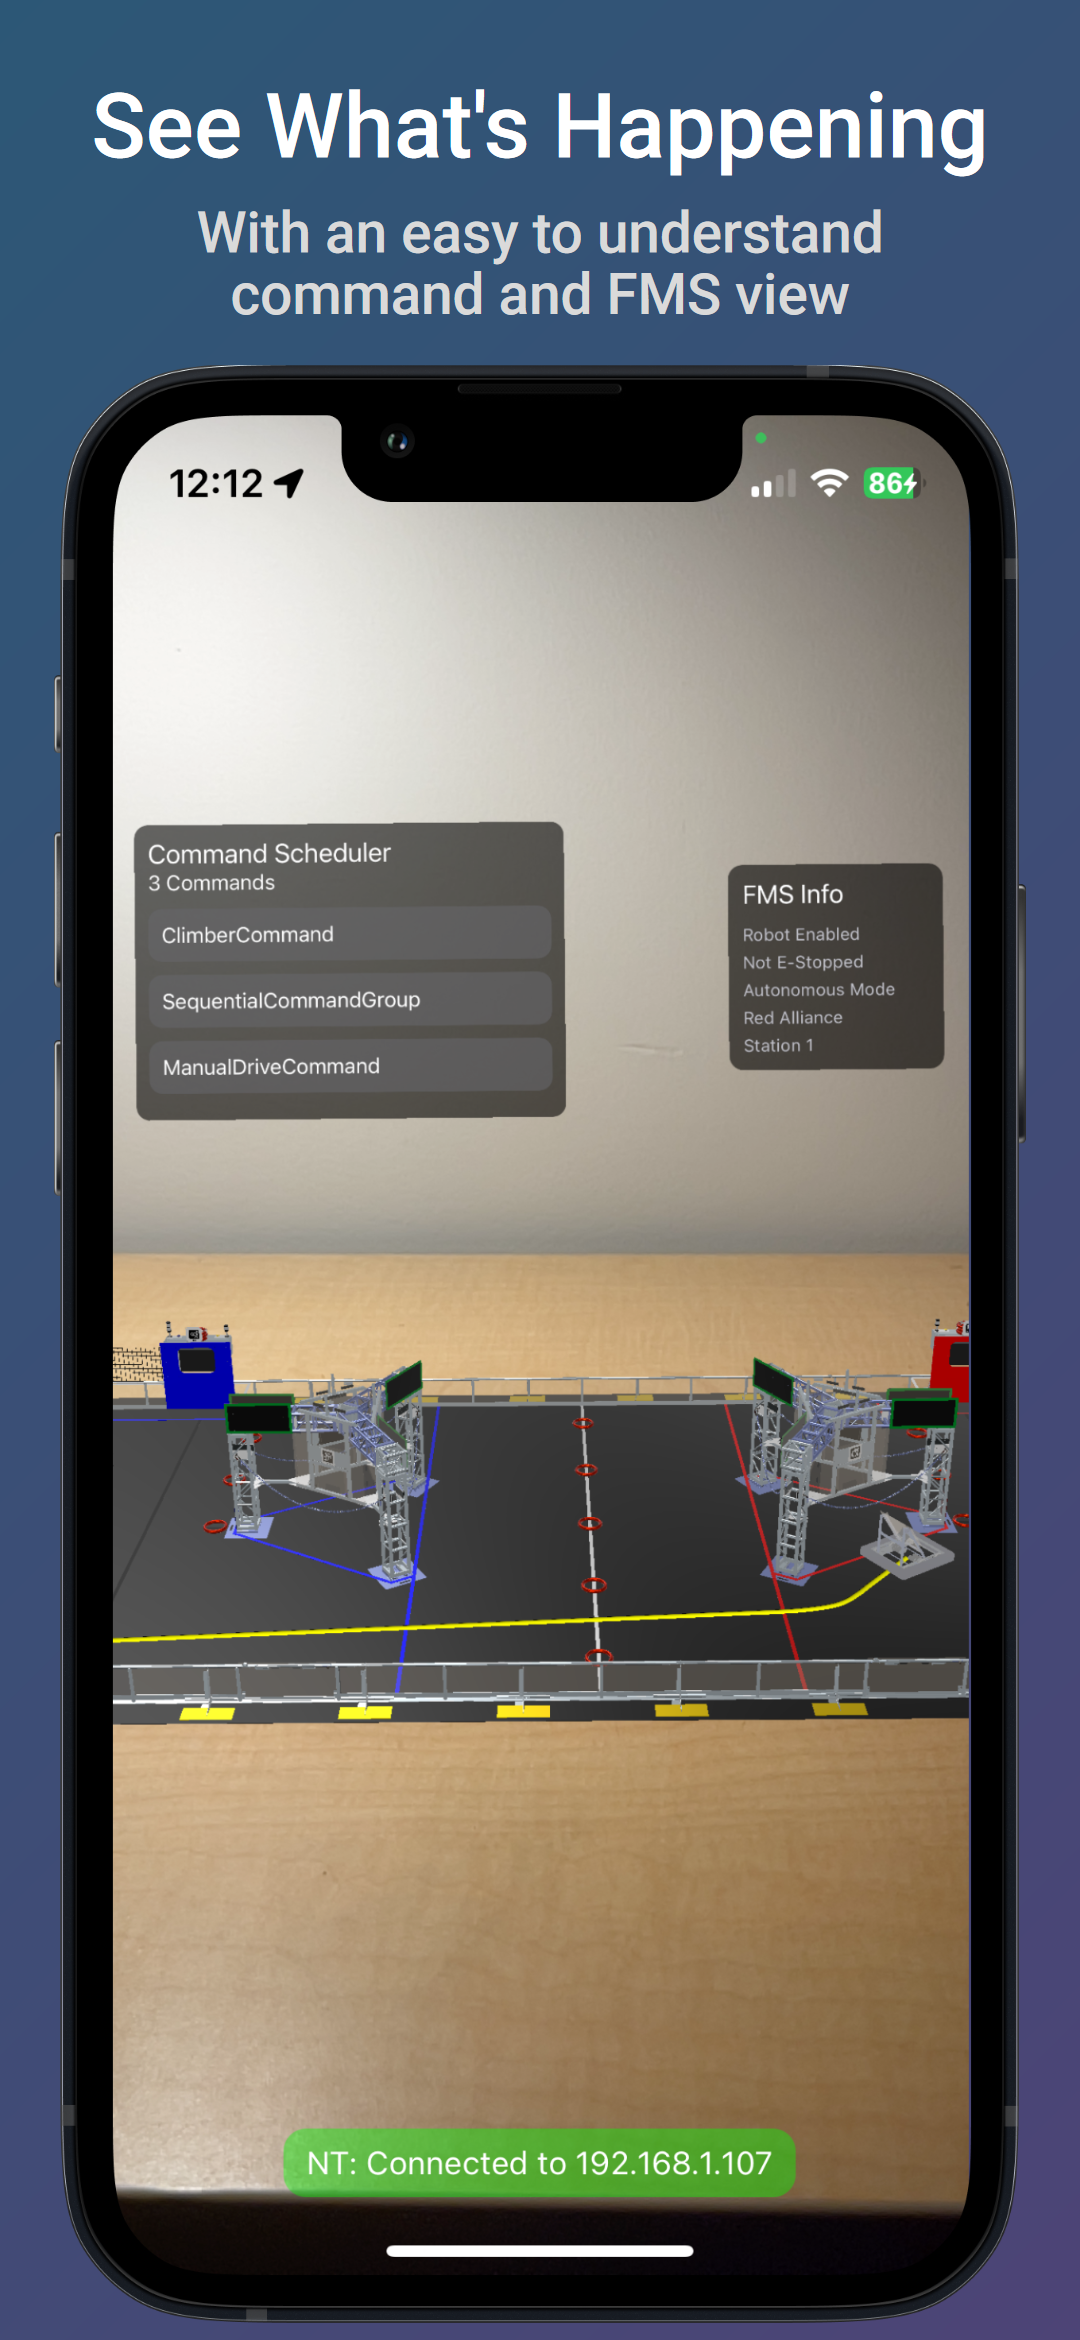 See What's Happening
With an easy to understand
command and FMS view
12:12
86
Command Scheduler
3 Commands
ClimberCommand
SequentialCommandGroup
ManualDriveCommand
FMS Info
Robot Enabled
Not E-Stopped
Autonomous Mode
Red Alliance
Station 1
NT: Connected to 192.168.1.107